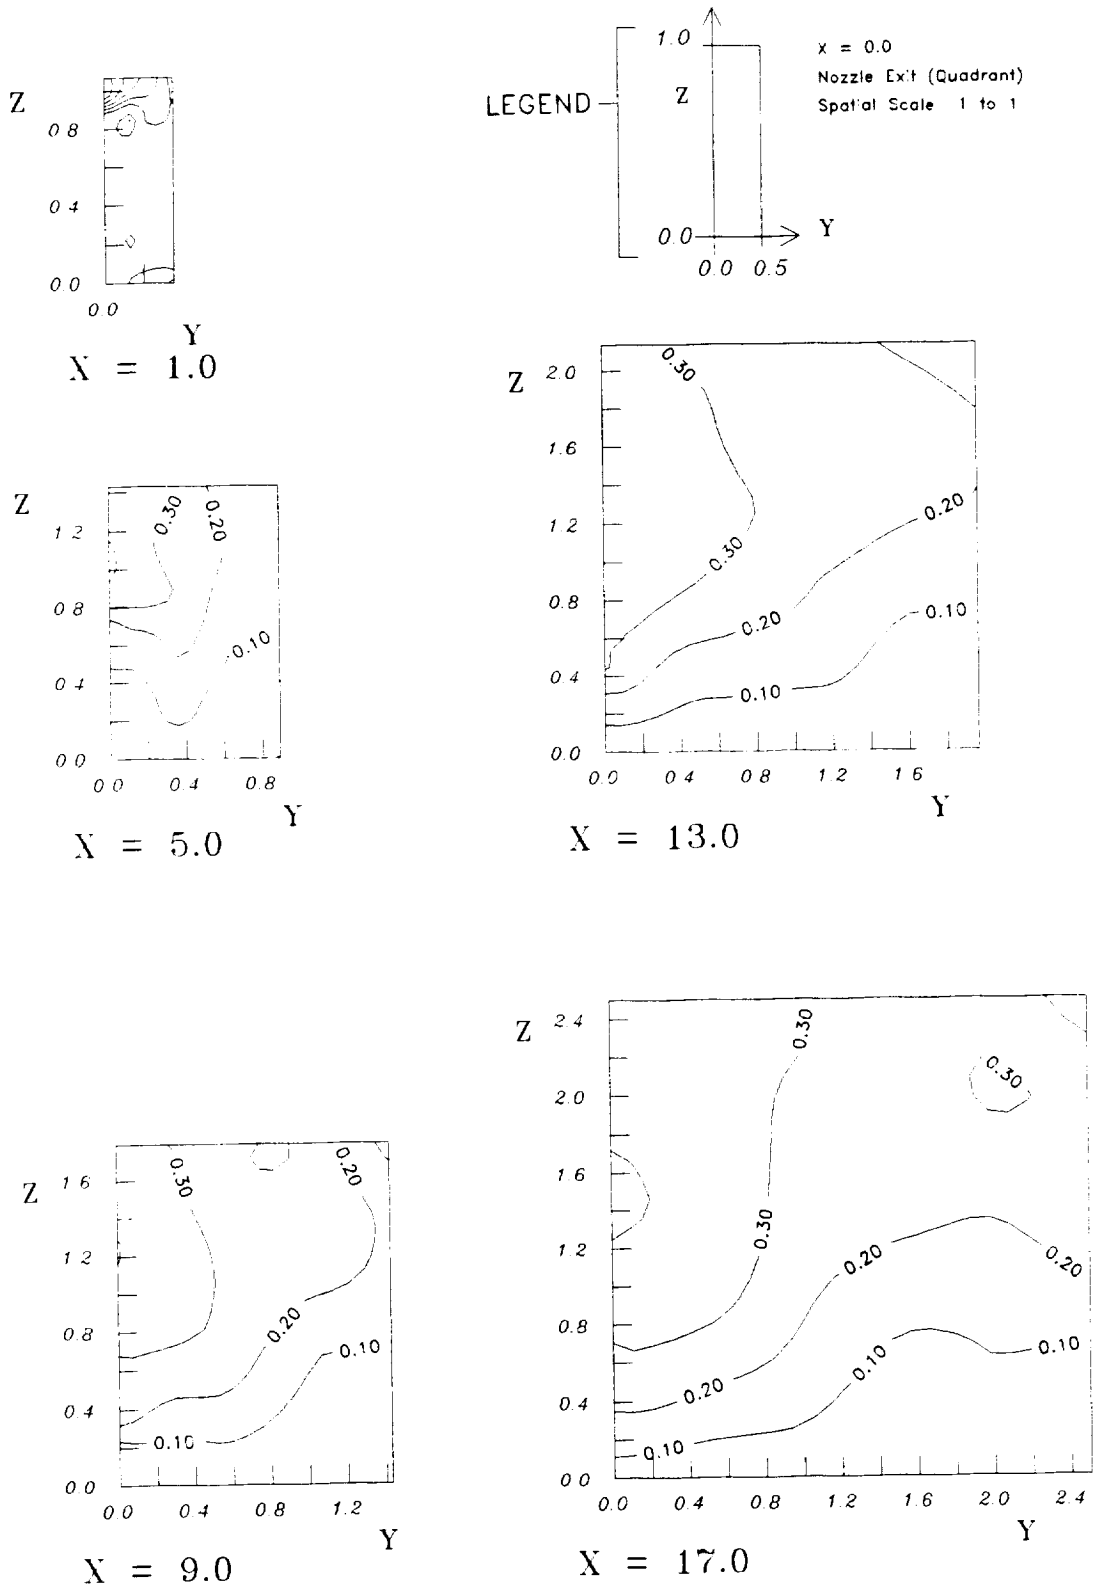 Z
0.8
0.4
0.0
0.0
Y
X = 1.0
LEGEND
1.0
Z
0.0
0.0 0.5
Y
X = 0.0
Nozzle Exit (Quadrant)
Spatial Scale 1 to 1
Z
1.2
0.8
0.4
0.0
0.0 0.4 0.8
Y
0.30
0.20
0.10
X = 5.0
Z
2.0
1.6
1.2
0.8
0.4
0.0
0.0 0.4 0.8 1.2 1.6
Y
0.30
0.30
0.20
0.20
0.10
0.10
X = 13.0
Z
1.6
1.2
0.8
0.4
0.0
0.0 0.4 0.8 1.2
Y
0.30
0.20
0.20
0.10
0.10
X = 9.0
Z
2.4
2.0
1.6
1.2
0.8
0.4
0.0
0.0 0.4 0.8 1.2 1.6 2.0 2.4
Y
0.30
0.30
0.30
0.20
0.20
0.20
0.10
0.10
0.10
X = 17.0